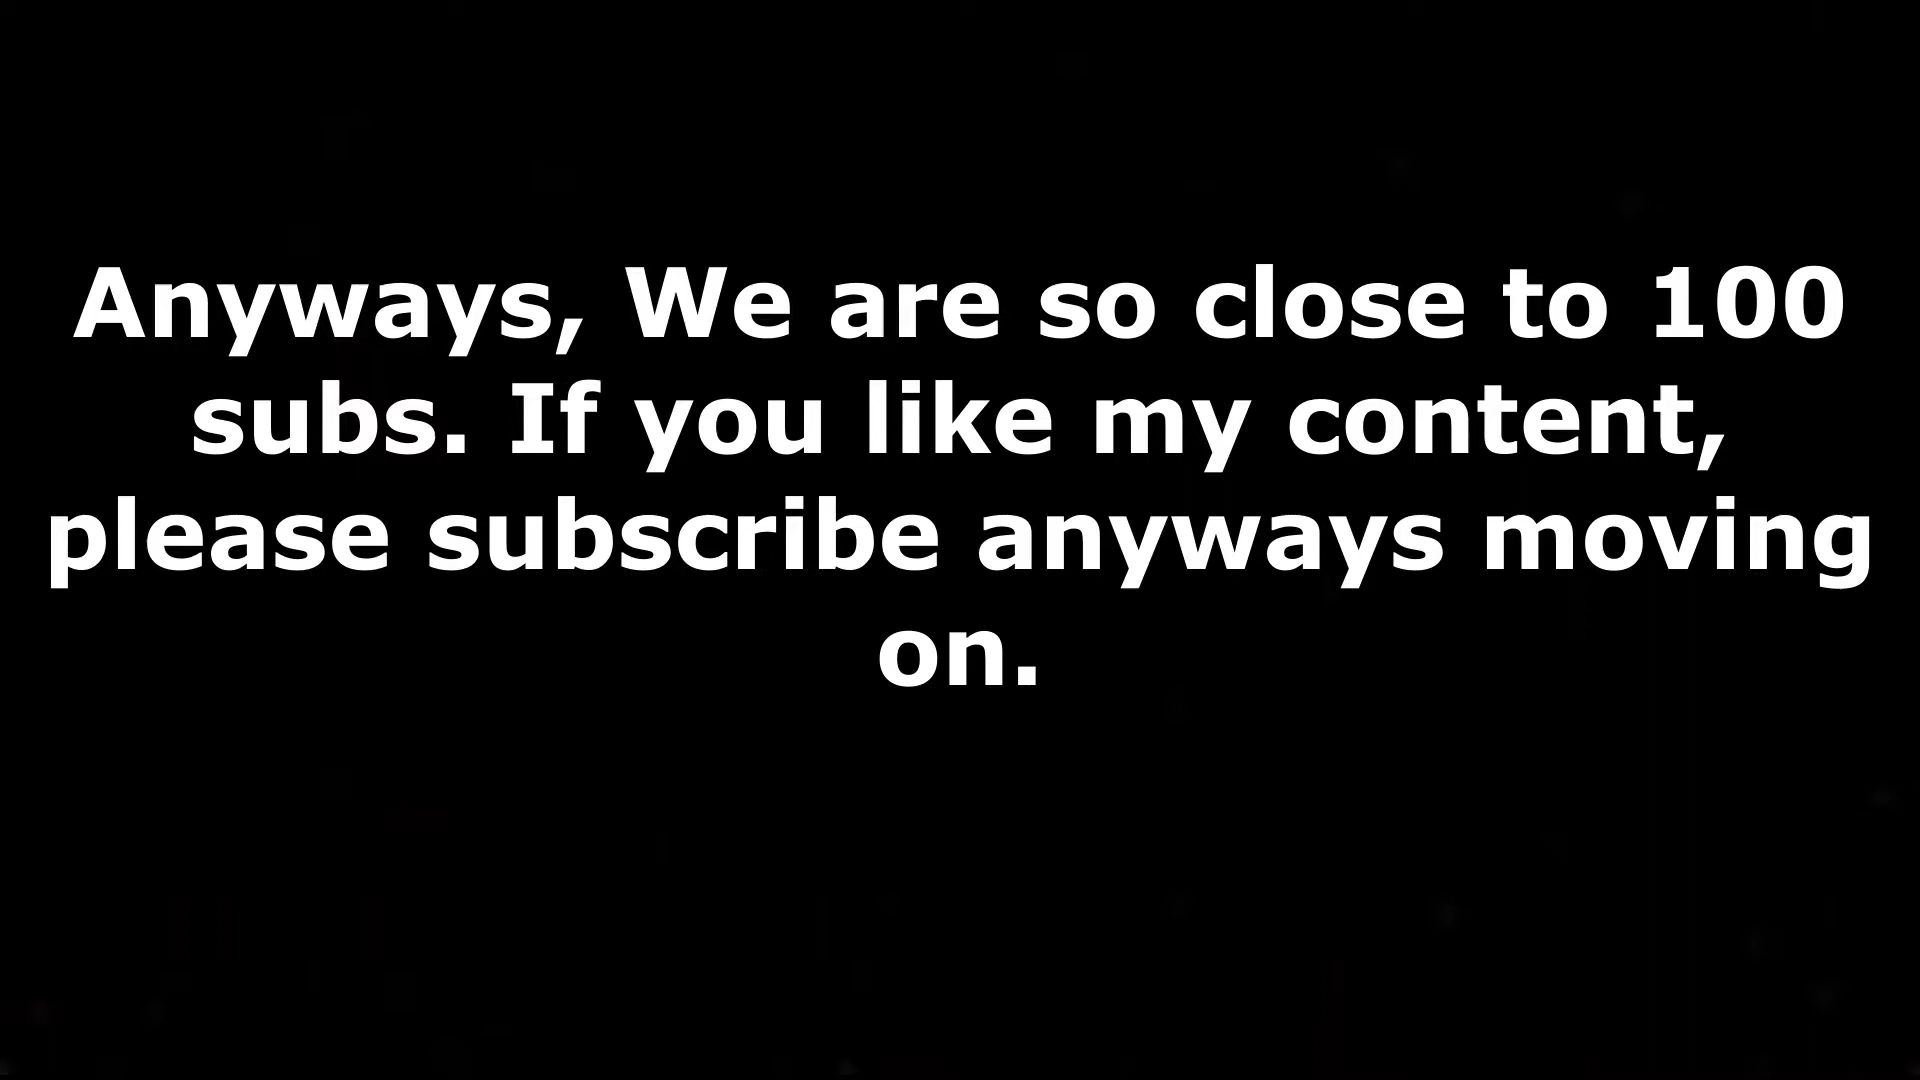 Anyways, We are so close to 100
subs. If you like my content,
please subscribe anyways moving
on.